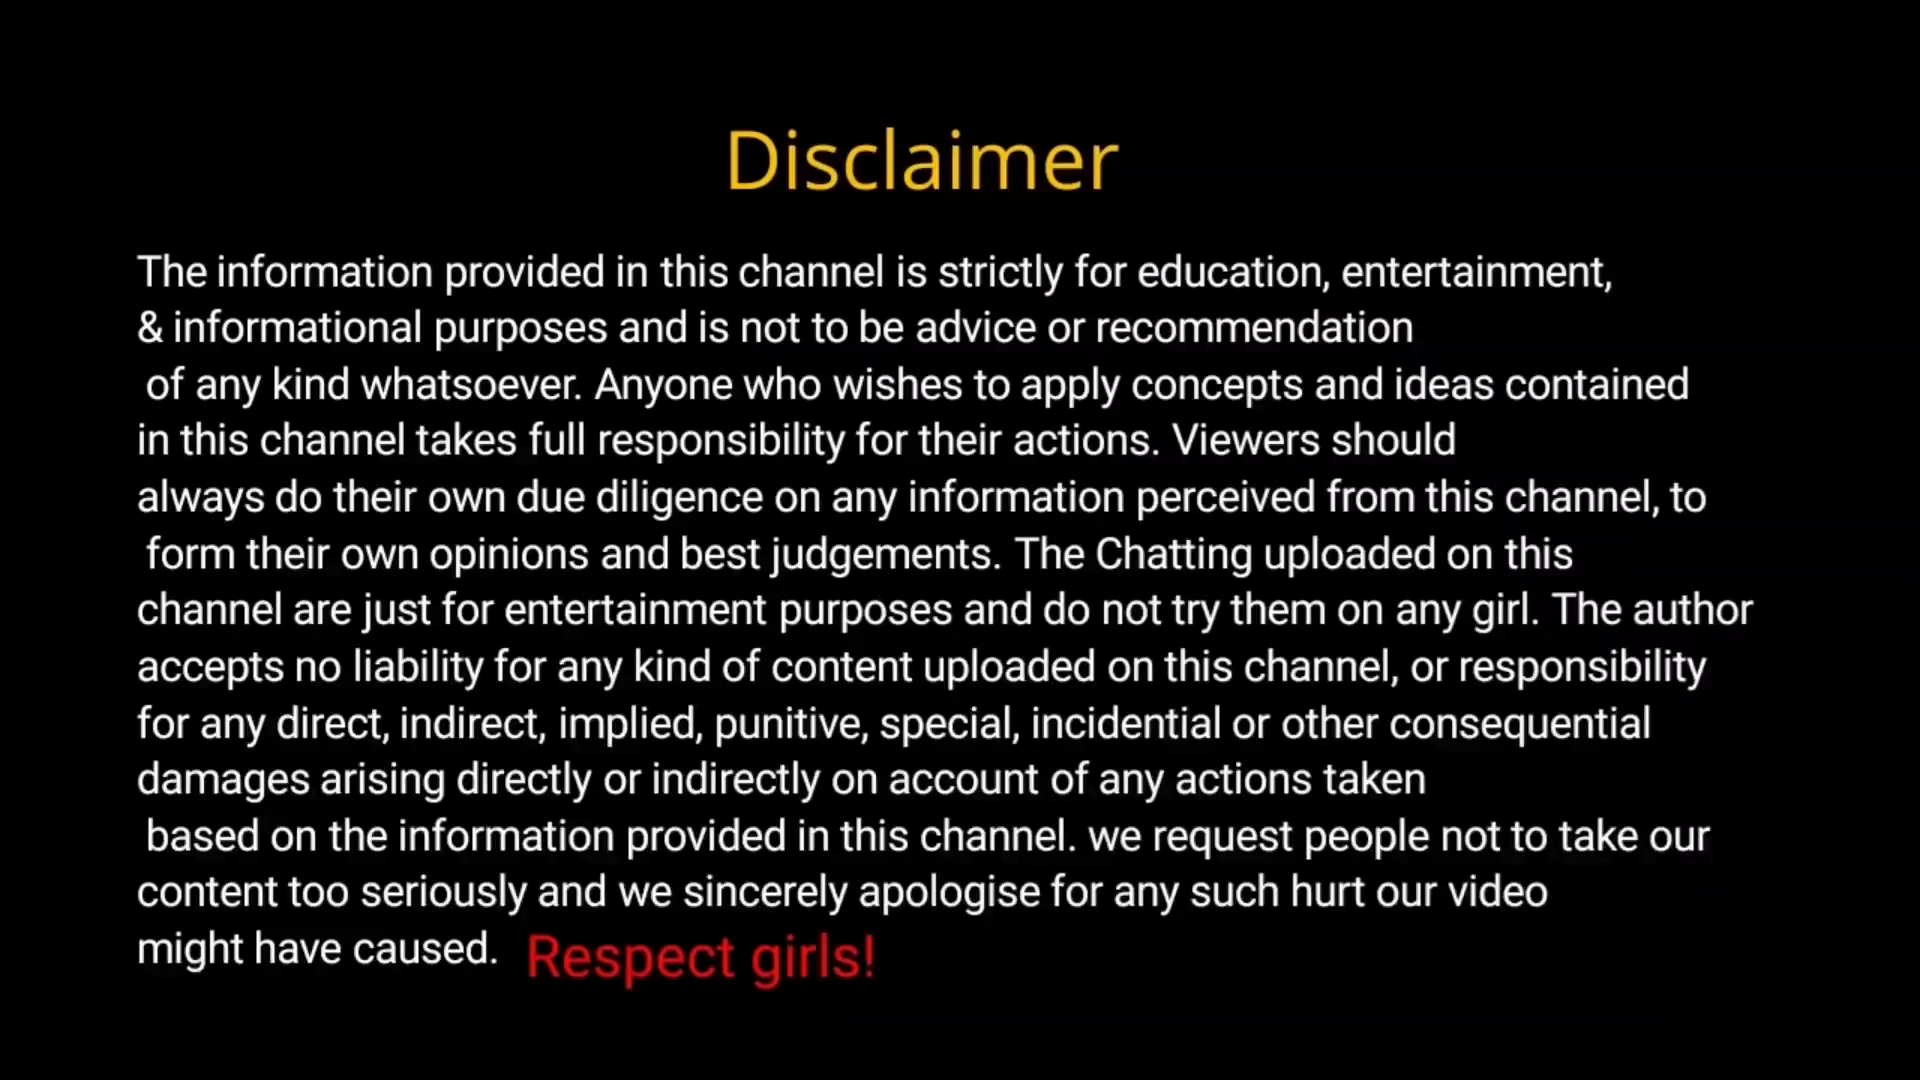 Disclaimer
The information provided in this channel is strictly for education, entertainment,
& informational purposes and is not to be advice or recommendation
of any kind whatsoever. Anyone who wishes to apply concepts and ideas contained
in this channel takes full responsibility for their actions. Viewers should
always do their own due diligence on any information perceived from this channel, to
form their own opinions and best judgements. The Chatting uploaded on this
channel are just for entertainment purposes and do not try them on any girl. The author
accepts no liability for any kind of content uploaded on this channel, or responsibility
for any direct, indirect, implied, punitive, special, incidential or other consequential
damages arising directly or indirectly on account of any actions taken
based on the information provided in this channel. we request people not to take our
content too seriously and we sincerely apologise for any such hurt our video
might have caused. Respect girls!